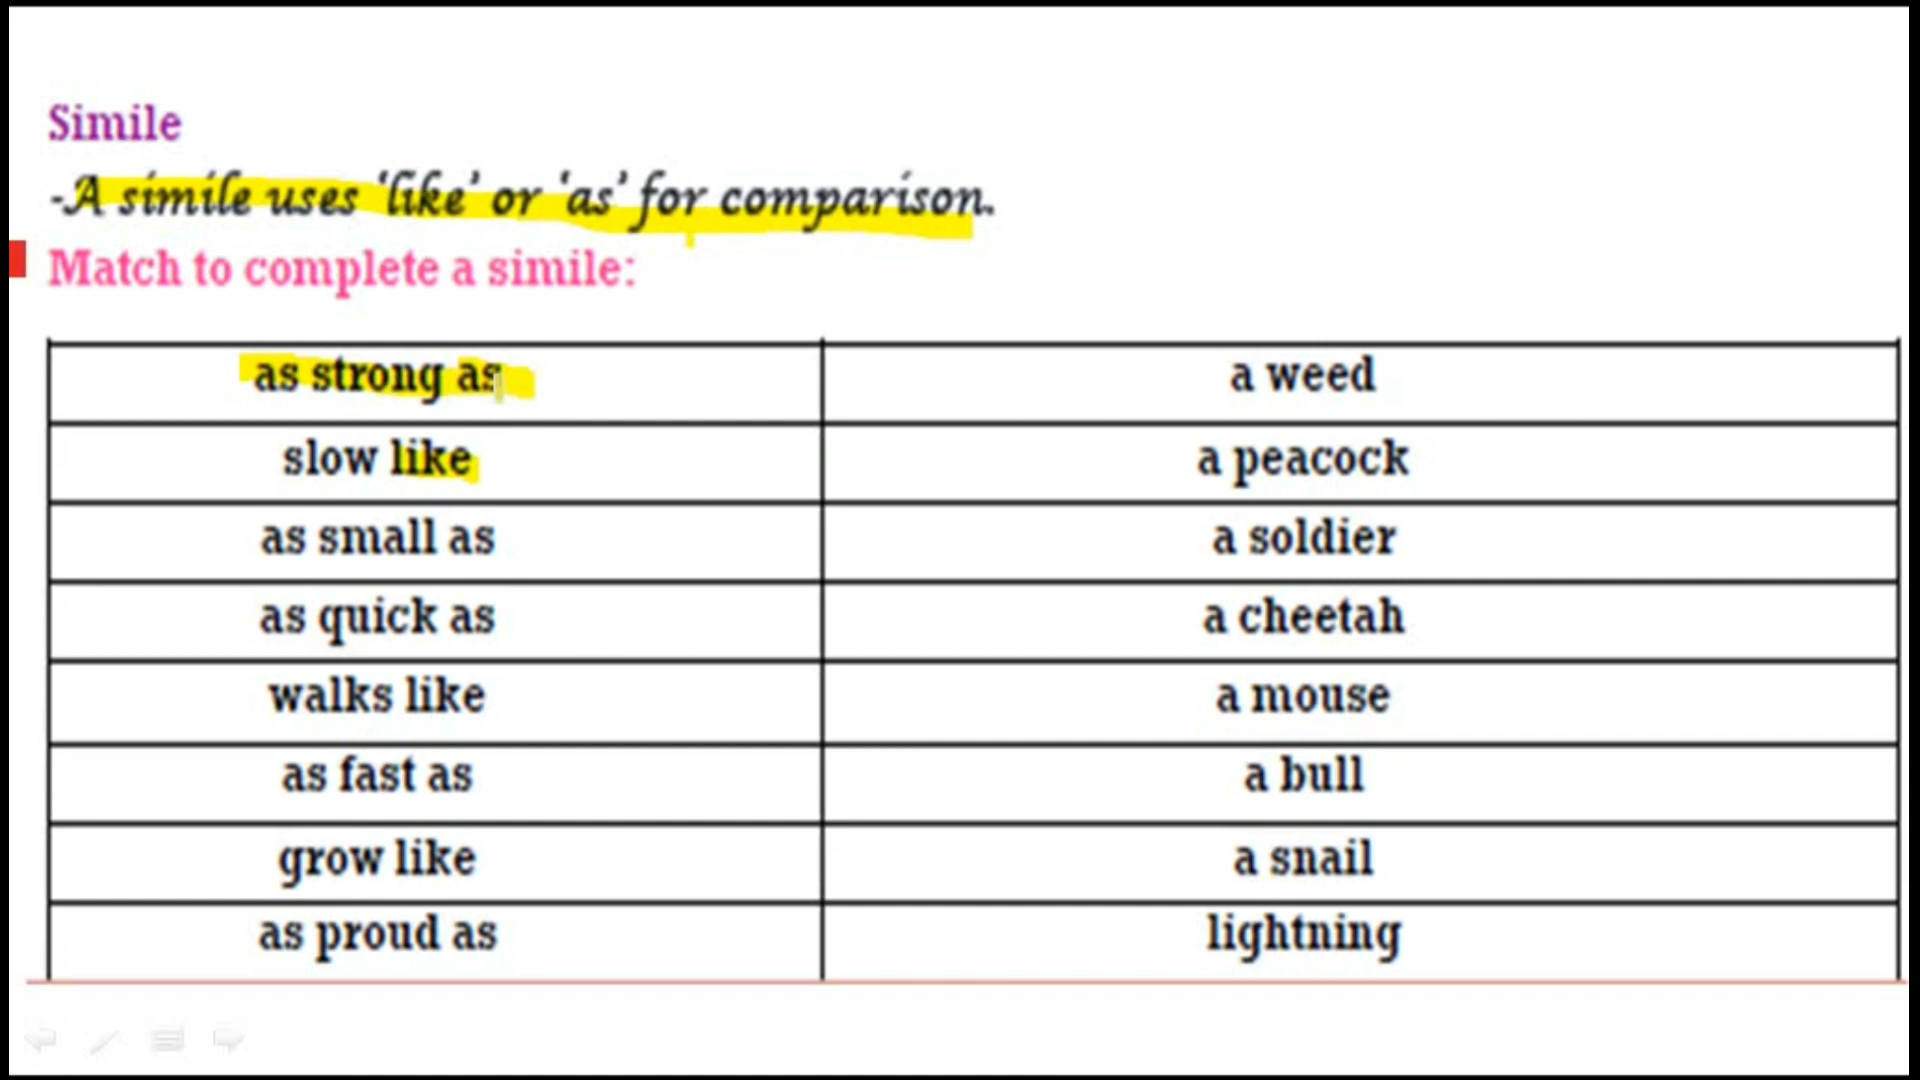 Simile
-A simile uses ‘like’ or ‘as’ for comparison.
Match to complete a simile:
as strong as a weed
slow like a peacock
as small as a soldier
as quick as a cheetah
walks like a mouse
as fast as a bull
grow like a snail
as proud as lightning